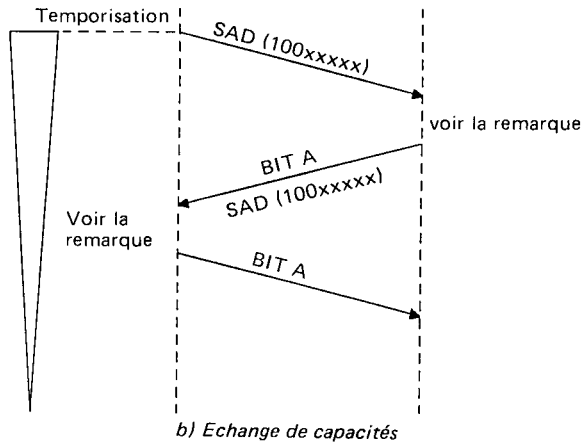 Temporisation
SAD (100xxxxx)
voir la remarque
BIT A
SAD (100xxxxx)
Voir la
remarque
BIT A
b) Echange de capacités